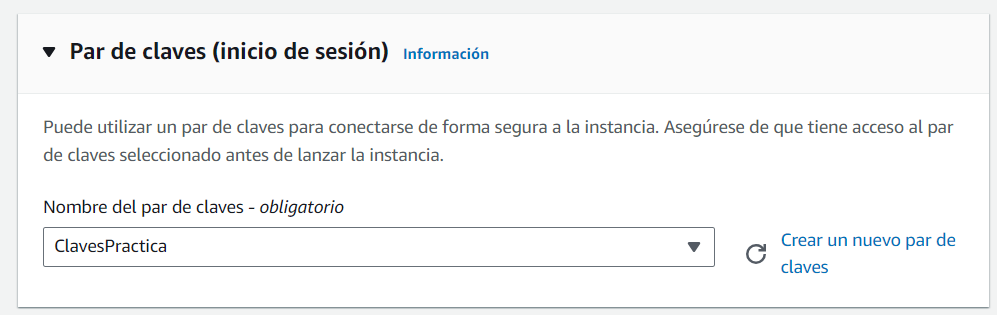 Par de claves (inicio de sesión) Información
Puede utilizar un par de claves para conectarse de forma segura a la instancia. Asegúrese de que tiene acceso al par
de claves seleccionado antes de lanzar la instancia.
Nombre del par de claves - obligatorio
ClavesPractica
Crear un nuevo par de
claves